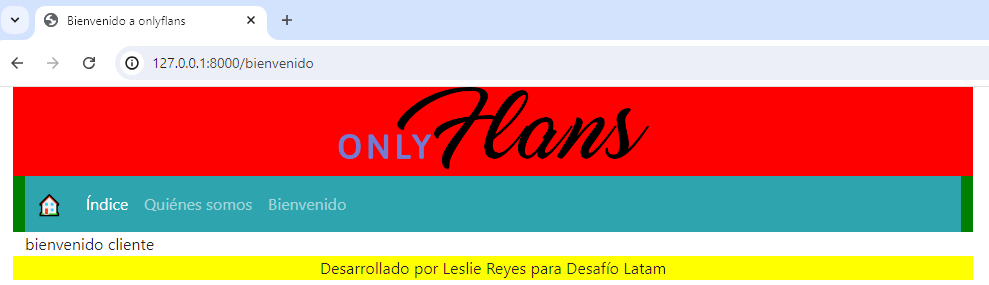 Bienvenido a onlyflans
127.0.0.1:8000/bienvenido
ONLY Flans
Índice Quiénes somos Bienvenido
bienvenido cliente
Desarrollado por Leslie Reyes para Desafío Latam